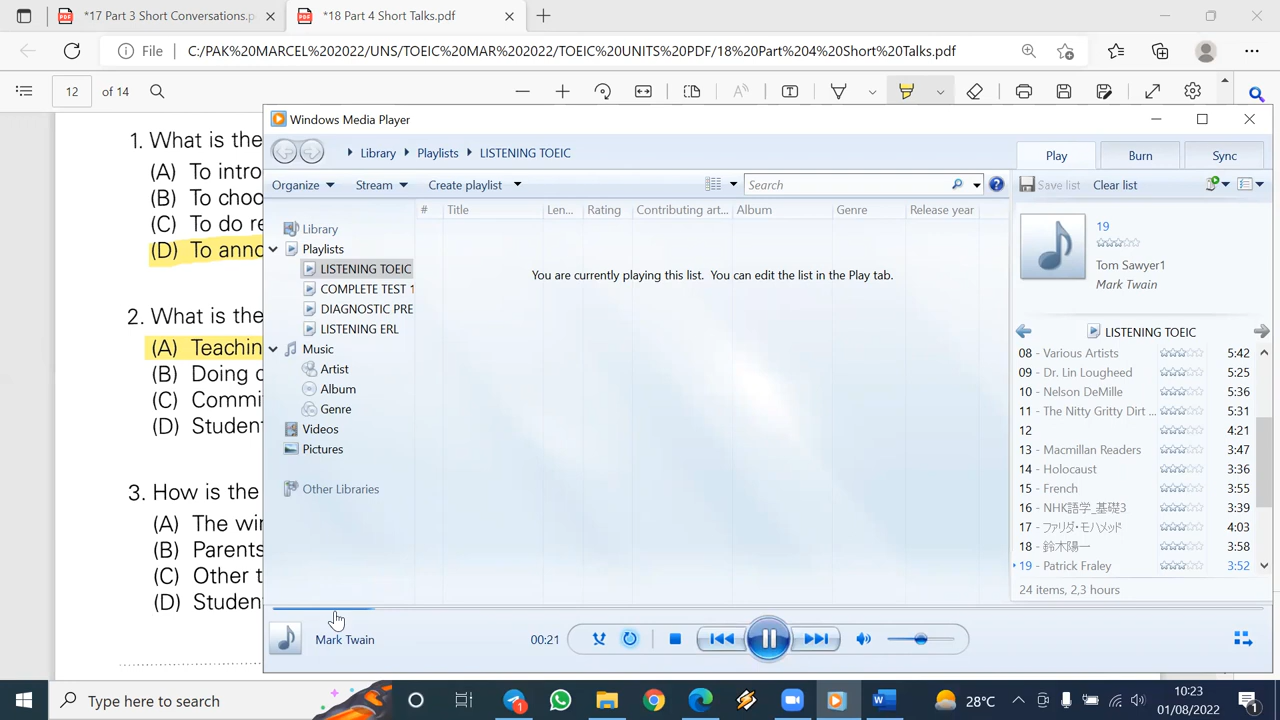 *17 Part 3 Short Conversations.p
*18 Part 4 Short Talks.pdf
File
C:/PAK%20MARCEL%202022/UNS/TOEIC%20MAR%202022/TOEIC%20UNITS%20PDF/18%20Part%204%20Short%20Talks.pdf
12 of 14
1. What is the
(A) To intro
(B) To choo
(C) To do re
(D) To anno
2. What is the
(A) Teachin
(B) Doing
(C) Commi
(D) Student
3. How is the
(A) The wi
(B) Parents
(C) Other t
(D) Student
Windows Media Player
Library Playlists LISTENING TOEIC
Organize Stream Create playlist
Search
# Title Len... Rating Contributing art... Album Genre Release year
Library
Playlists
LISTENING TOEIC
COMPLETE TEST 1
DIAGNOSTIC PRE
LISTENING ERL
Music
Artist
Album
Genre
Videos
Pictures
Other Libraries
You are currently playing this list. You can edit the list in the Play tab.
Play Burn Sync
Save list Clear list
19
Tom Sawyer1
Mark Twain
LISTENING TOEIC
08 - Various Artists 5:42
09 - Dr. Lin Lougheed 5:25
10 - Nelson DeMille 5:36
11 - The Nitty Gritty Dirt ... 5:31
12 4:21
13 - Macmillan Readers 3:47
14 - Holocaust 3:36
15 - French 3:55
16 - NHK語学_基礎3 3:39
17 - ファリダ・モハメッド 4:03
18 - 鈴木陽一 3:58
19 - Patrick Fraley 3:52
24 items, 2,3 hours
Mark Twain
00:21
Type here to search
1
28°C
10:23
01/08/2022
1